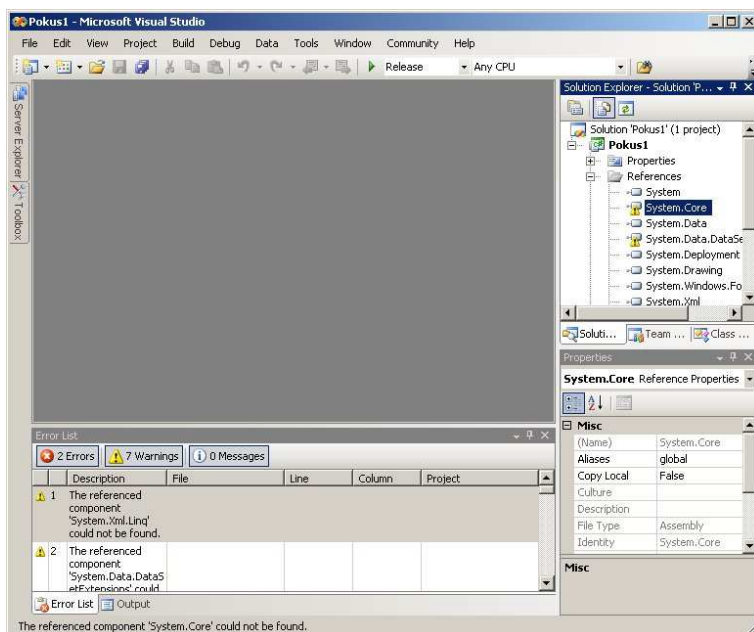 Pokus1 - Microsoft Visual Studio
File Edit View Project Build Debug Data Tools Window Community Help
Release Any CPU
Server Explorer
Toolbox
Solution Explorer - Solution 'P...
Solution 'Pokus1' (1 project)
Pokus1
Properties
References
System
System.Core
System.Data
System.Data.DataSe
System.Deployment
System.Drawing
System.Windows.Fo
System.Xml
Soluti... Team ... Class ...
Properties
System.Core Reference Properties
Misc
(Name) System.Core
Aliases global
Copy Local False
Culture
Description
File Type Assembly
Identity System.Core
Misc
Error List
2 Errors 7 Warnings 0 Messages
Description File Line Column Project
1 The referenced
component
'System.Xml.Linq'
could not be found.
2 The referenced
component
'System.Data.DataS
etExtensions' could
Error List Output
The referenced component 'System.Core' could not be found.